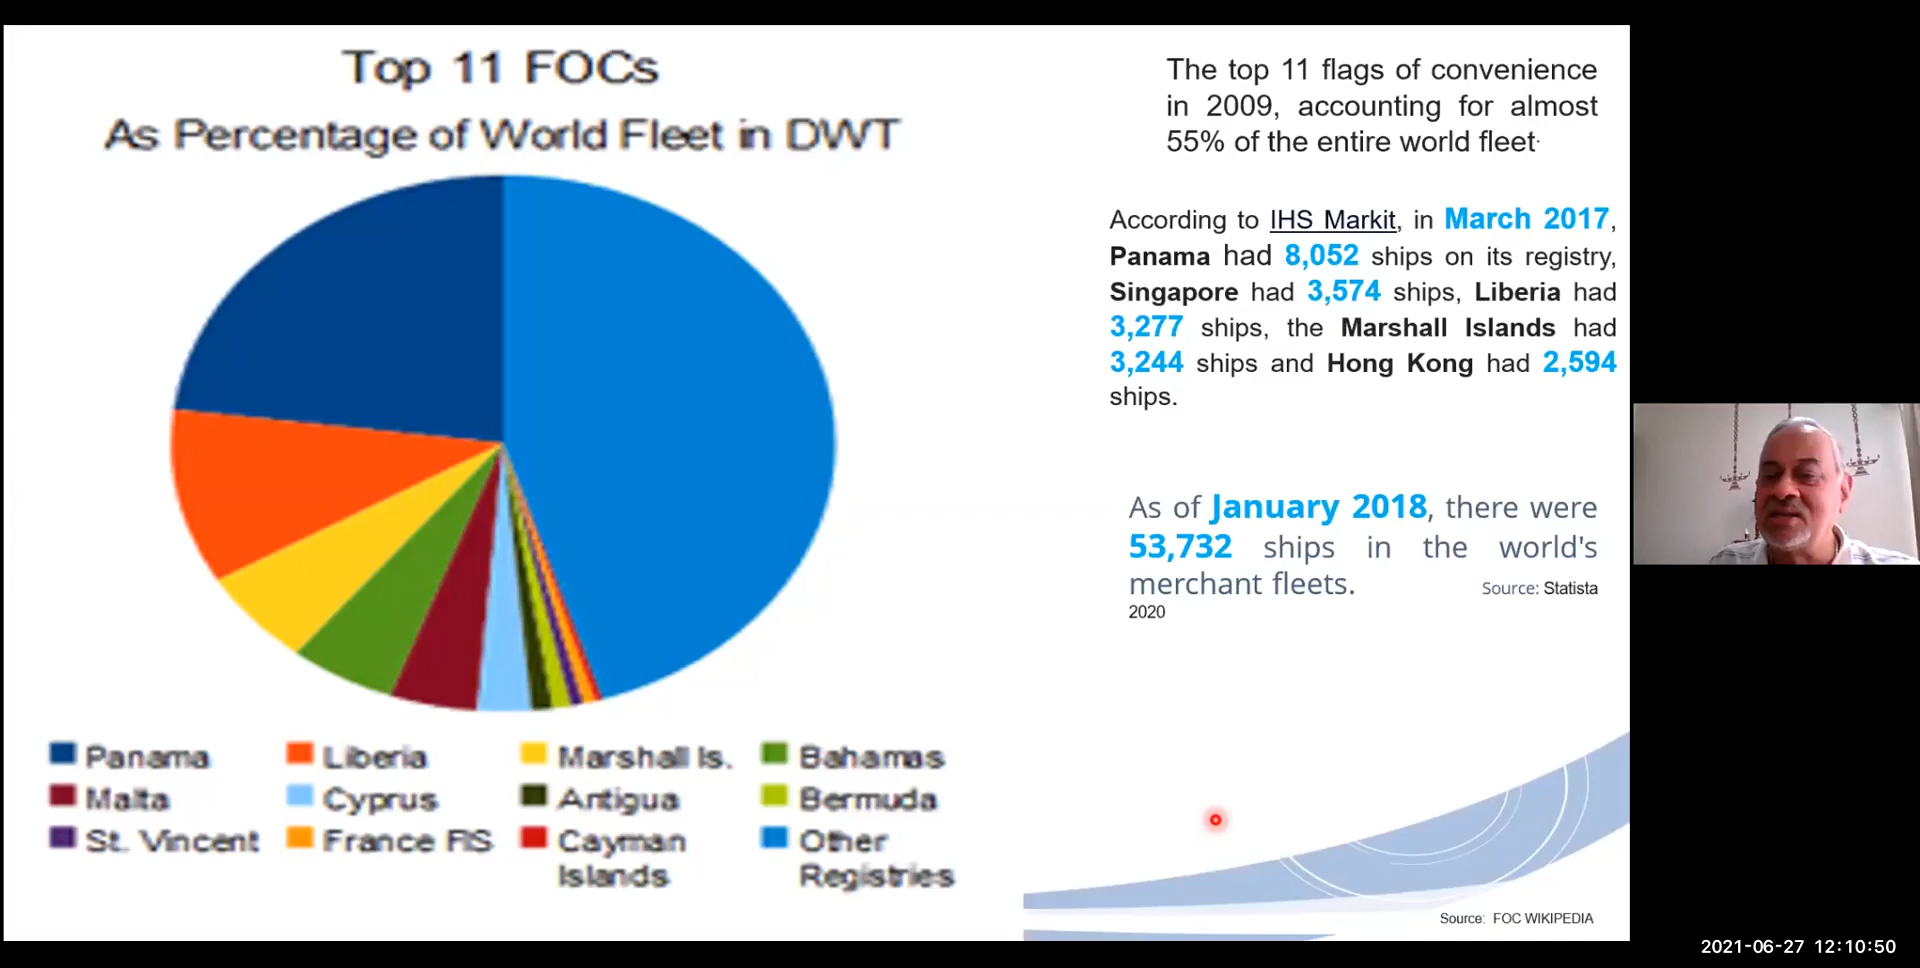 Top 11 FOCs
As Percentage of World Fleet in DWT
Panama
Liberia
Marshall Is.
Bahamas
Malta
Cyprus
Antigua
Bermuda
St. Vincent
France FIS
Cayman
Islands
Other
Registries
The top 11 flags of convenience
in 2009, accounting for almost
55% of the entire world fleet.
According to IHS Markit, in March 2017,
Panama had 8,052 ships on its registry,
Singapore had 3,574 ships, Liberia had
3,277 ships, the Marshall Islands had
3,244 ships and Hong Kong had 2,594
ships.
As of January 2018, there were
53,732 ships in the world's
merchant fleets. Source: Statista
2020
Source: FOC WIKIPEDIA
2021-06-27 12:10:50